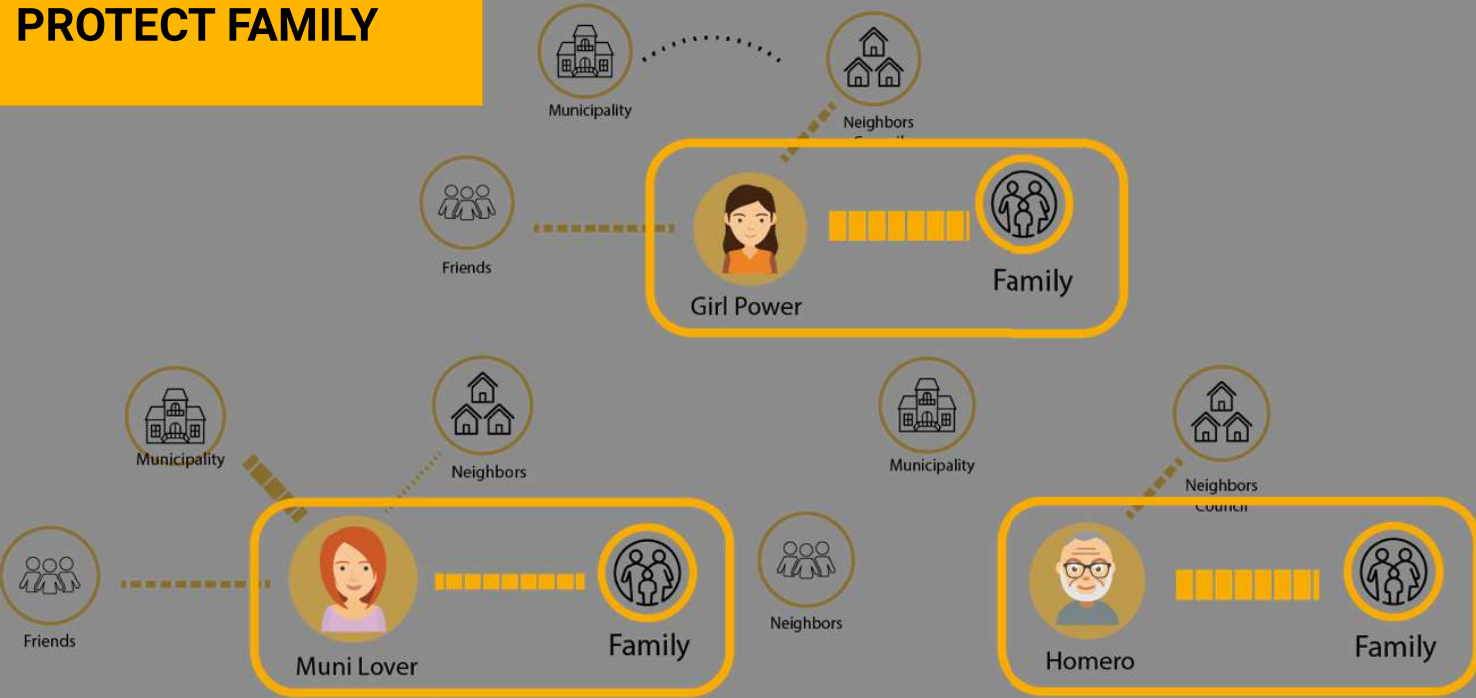 PROTECT FAMILY
Municipality
Neighbors
Friends
Girl Power
Family
Municipality
Neighbors
Friends
Muni Lover
Family
Municipality
Neighbors
Council
Neighbors
Homero
Family